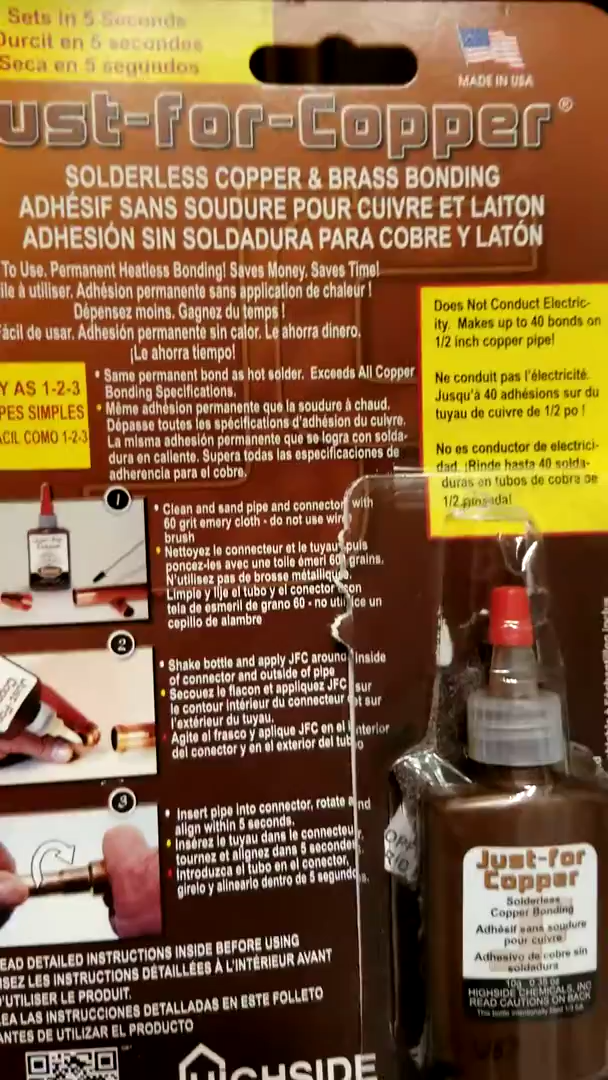 Sets in 5 Seconds
Durcit en 5 secondes
Seca en 5 segundos
MADE IN USA
ust-for-Copper®
SOLDERLESS COPPER & BRASS BONDING
ADHÉSIF SANS SOUDURE POUR CUIVRE ET LAITON
ADHESIÓN SIN SOLDADURA PARA COBRE Y LATÓN
To Use. Permanent Heatless Bonding! Saves Money. Saves Time!
ile à utiliser. Adhésion permanente sans application de chaleur !
Dépensez moins. Gagnez du temps !
Fácil de usar. Adhesión permanente sin calor. Le ahorra dinero.
¡Le ahorra tiempo!
Does Not Conduct Electric-
ity. Makes up to 40 bonds on
1/2 inch copper pipe!
Ne conduit pas l'électricité.
Jusqu'à 40 adhésions sur du
tuyau de cuivre de 1/2 po !
No es conductor de electrici-
dad. ¡Rinde hasta 40 solda-
duras en tubos de cobre de
1/2 pulgada!
Y AS 1-2-3
PES SIMPLES
ACIL COMO 1-2-3
• Same permanent bond as hot solder. Exceeds All Copper
Bonding Specifications.
• Même adhésion permanente que la soudure à chaud.
Dépasse toutes les spécifications d'adhésion du cuivre.
La misma adhesión permanente que se logra con solda-
dura en caliente. Supera todas las especificaciones de
adherencia para el cobre.
1
• Clean and sand pipe and connector with
60 grit emery cloth - do not use wire
brush
• Nettoyez le connecteur et le tuyau puis
poncez-les avec une toile émeri 60 grains.
N'utilisez pas de brosse métallique.
Limpie y lije el tubo y el conector con
tela de esmeril de grano 60 - no utilice un
cepillo de alambre
2
• Shake bottle and apply JFC around inside
of connector and outside of pipe
• Secouez le flacon et appliquez JFC sur
le contour intérieur du connecteur et sur
l'extérieur du tuyau.
• Agite el frasco y aplique JFC en el interior
del conector y en el exterior del tubo
3
• Insert pipe into connector, rotate and
align within 5 seconds.
• Insérez le tuyau dans le connecteur,
tournez et alignez dans 5 secondes.
• Introduzca el tubo en el conector,
gírelo y alinearlo dentro de 5 segundos.
EAD DETAILED INSTRUCTIONS INSIDE BEFORE USING
ISEZ LES INSTRUCTIONS DÉTAILLÉES À L'INTÉRIEUR AVANT
D'UTILISER LE PRODUIT.
EA LAS INSTRUCCIONES DETALLADAS EN ESTE FOLLETO
ANTES DE UTILIZAR EL PRODUCTO
HIGHSIDE
Just-for
Copper
Solderless
Copper Bonding
Adhésif sans soudure
pour cuivre
Adhesivo de cobre sin
soldadura
10g 0.35 oz
HIGHSIDE CHEMICALS, INC
READ CAUTIONS ON BACK
This bottle intentionally filled 1/3 full